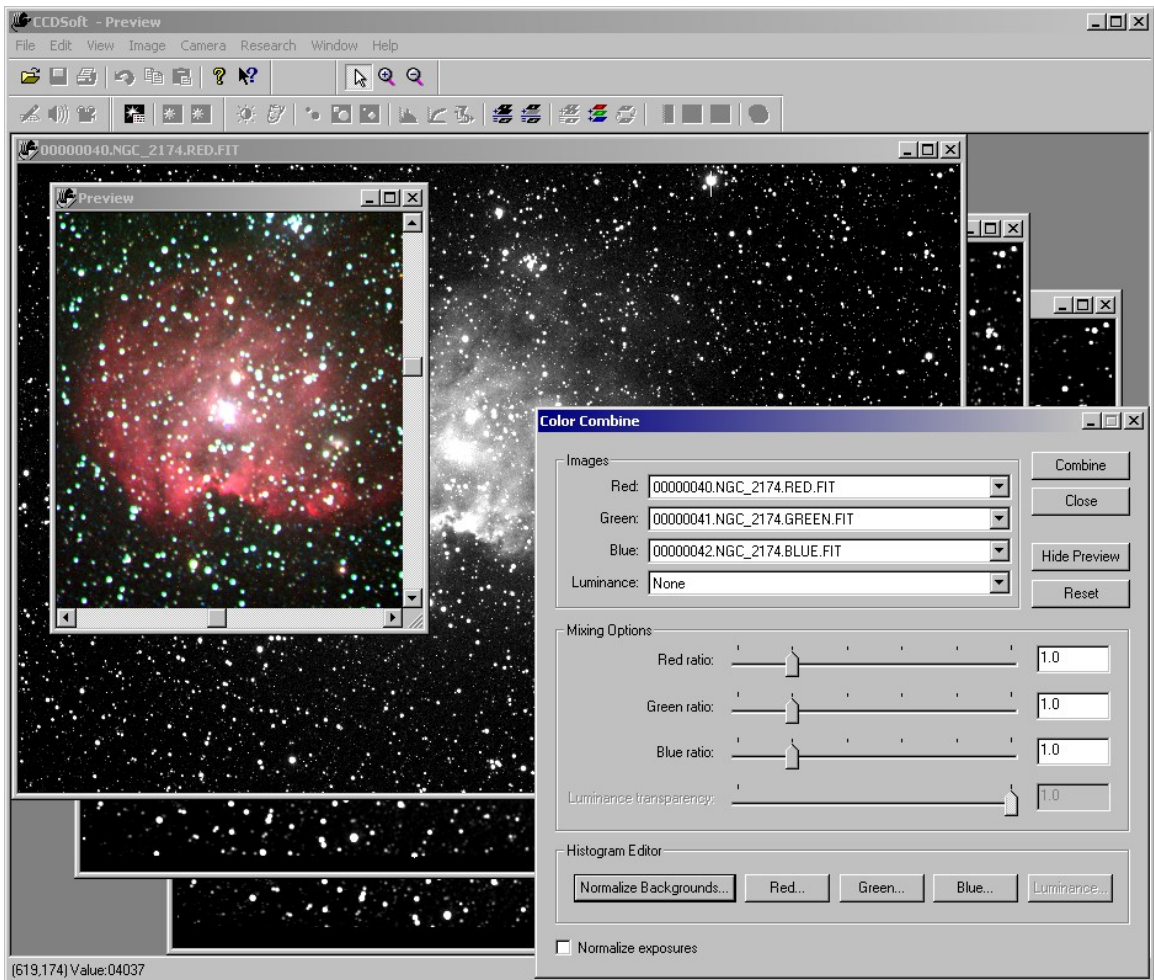 CCDSoft - Preview
File Edit View Image Camera Research Window Help
00000040.NGC_2174.RED.FIT
Preview
Color Combine
Images
Red: 00000040.NGC_2174.RED.FIT
Green: 00000041.NGC_2174.GREEN.FIT
Blue: 00000042.NGC_2174.BLUE.FIT
Luminance: None
Combine
Close
Hide Preview
Reset
Mixing Options
Red ratio: 1.0
Green ratio: 1.0
Blue ratio: 1.0
Luminance transparency: 1.0
Histogram Editor
Normalize Backgrounds... Red... Green... Blue... Luminance...
Normalize exposures
(619,174) Value:04037